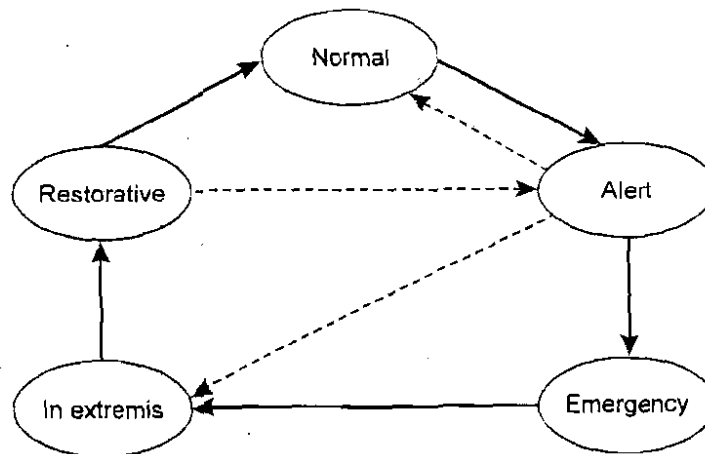 Normal
Restorative
Alert
In extremis
Emergency